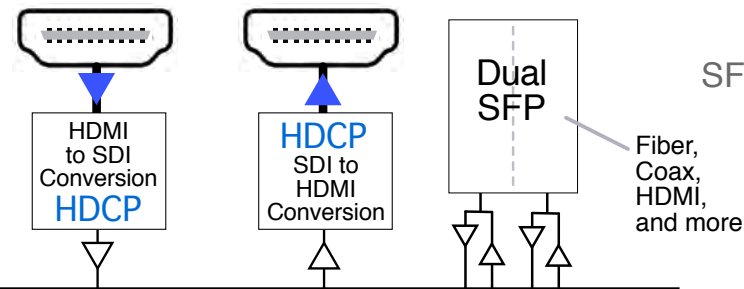 HDMI
to SDI
Conversion
HDCP
HDCP
SDI to
HDMI
Conversion
Dual
SFP
SF
Fiber,
Coax,
HDMI,
and more